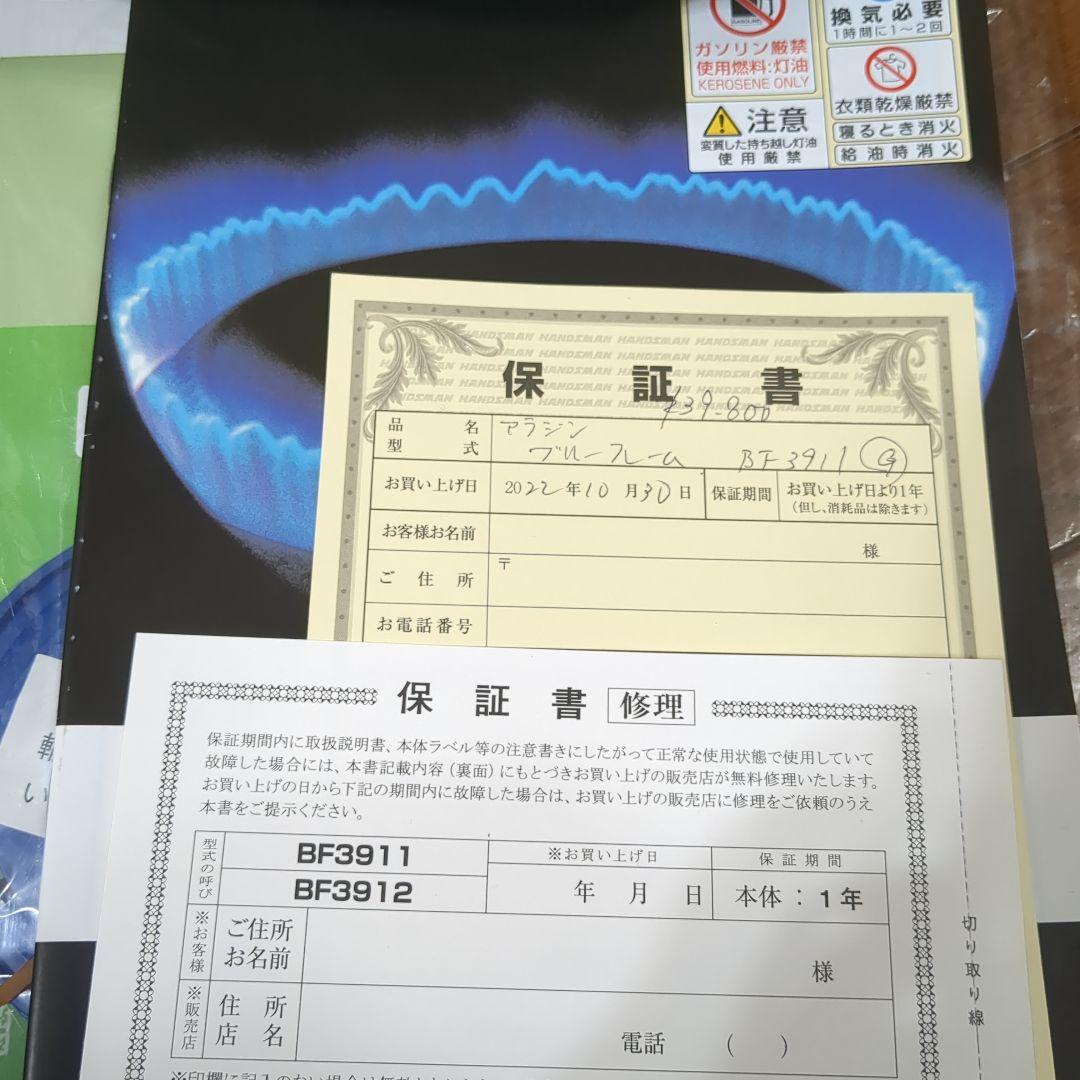 GASOLINE
ガソリン厳禁
使用燃料:灯油
KEROSENE ONLY
注意
変質した持ち越し灯油
使用厳禁
換気必要
1時間に1〜2回
衣類乾燥厳禁
寝るとき消火
給油時消火
HANDSMAN HANDSMAN HANDSMAN HANDSMAN HANDSMAN
保証書
¥39-800
品名
型式
アラジン
ブルーフレーム BF3911 G
お買い上げ日
2022年10月30日
保証期間
お買い上げ日より1年
(但し、消耗品は除きます)
お客様お名前
様
ご住所
〒
お電話番号
保証書 修理
保証期間内に取扱説明書、本体ラベル等の注意書きにしたがって正常な使用状態で使用していて
故障した場合には、本書記載内容(裏面)にもとづきお買い上げの販売店が無料修理いたします。
お買い上げの日から下記の期間内に故障した場合は、お買い上げの販売店に修理をご依頼のうえ
本書をご提示ください。
型式の呼び
BF3911
BF3912
※お買い上げ日
年 月 日
保証期間
本体:1年
※お客様
ご住所
お名前
様
※販売店
住所
店名
電話 ( )
切り取り線